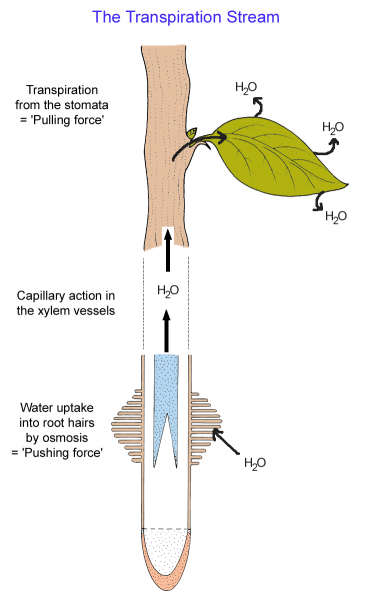 The Transpiration Stream
Transpiration
from the stomata
= 'Pulling force'
H₂O
H₂O
H₂O
Capillary action in
the xylem vessels
H₂O
Water uptake
into root hairs
by osmosis
= 'Pushing force'
H₂O